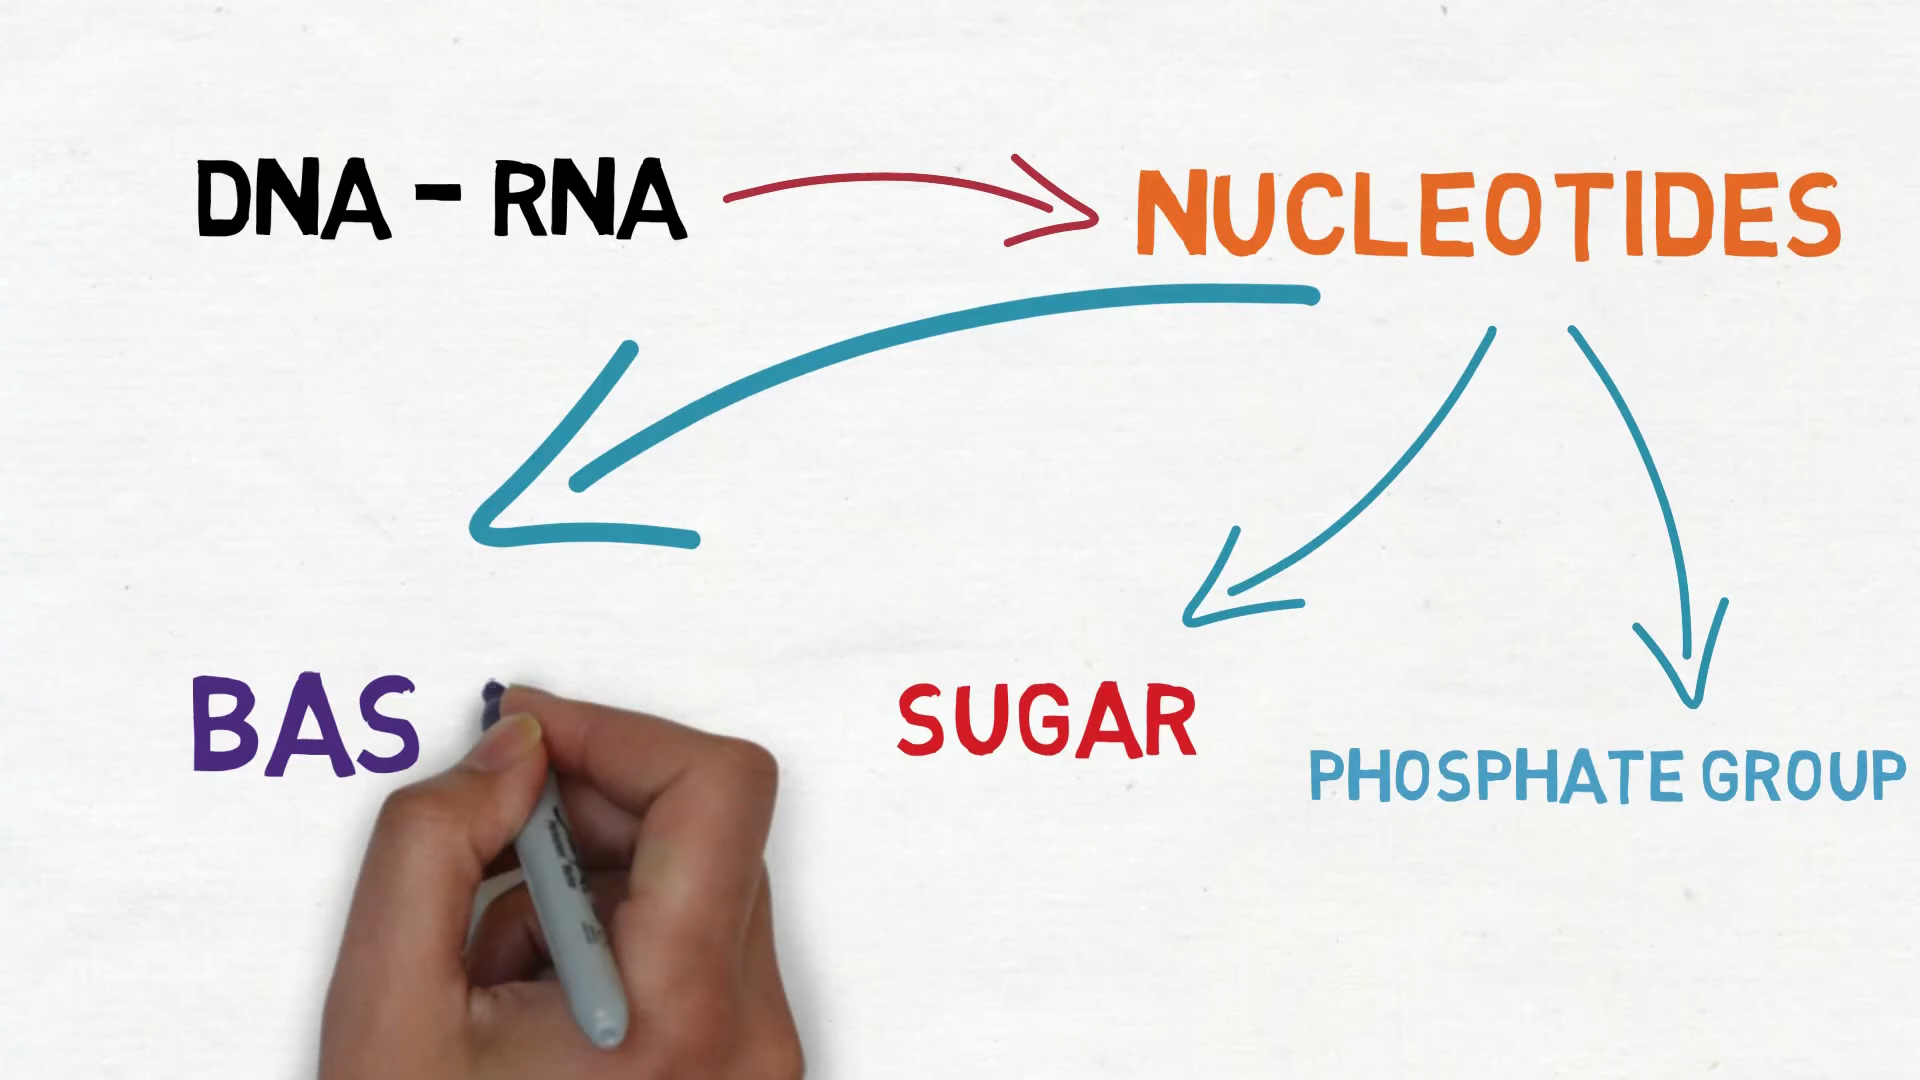 DNA - RNA
NUCLEOTIDES
BAS
SUGAR
PHOSPHATE GROUP